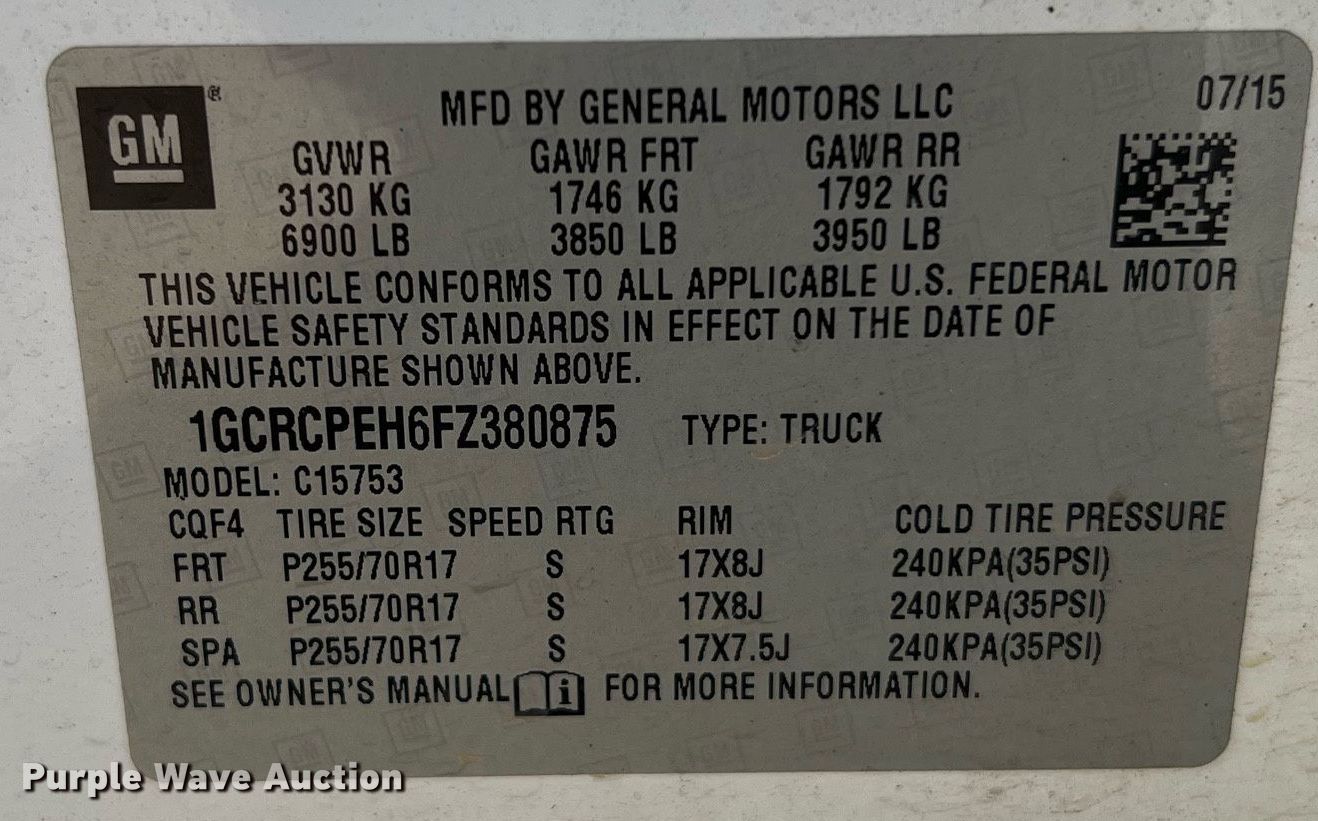 GM ®
MFD BY GENERAL MOTORS LLC 07/15
GVWR GAWR FRT GAWR RR
3130 KG 1746 KG 1792 KG
6900 LB 3850 LB 3950 LB
THIS VEHICLE CONFORMS TO ALL APPLICABLE U.S. FEDERAL MOTOR
VEHICLE SAFETY STANDARDS IN EFFECT ON THE DATE OF
MANUFACTURE SHOWN ABOVE.
1GCRCPEH6FZ380875 TYPE: TRUCK
MODEL: C15753
CQF4 TIRE SIZE SPEED RTG RIM COLD TIRE PRESSURE
FRT P255/70R17 S 17X8J 240KPA(35PSI)
RR P255/70R17 S 17X8J 240KPA(35PSI)
SPA P255/70R17 S 17X7.5J 240KPA(35PSI)
SEE OWNER'S MANUAL i FOR MORE INFORMATION.
Purple Wave Auction